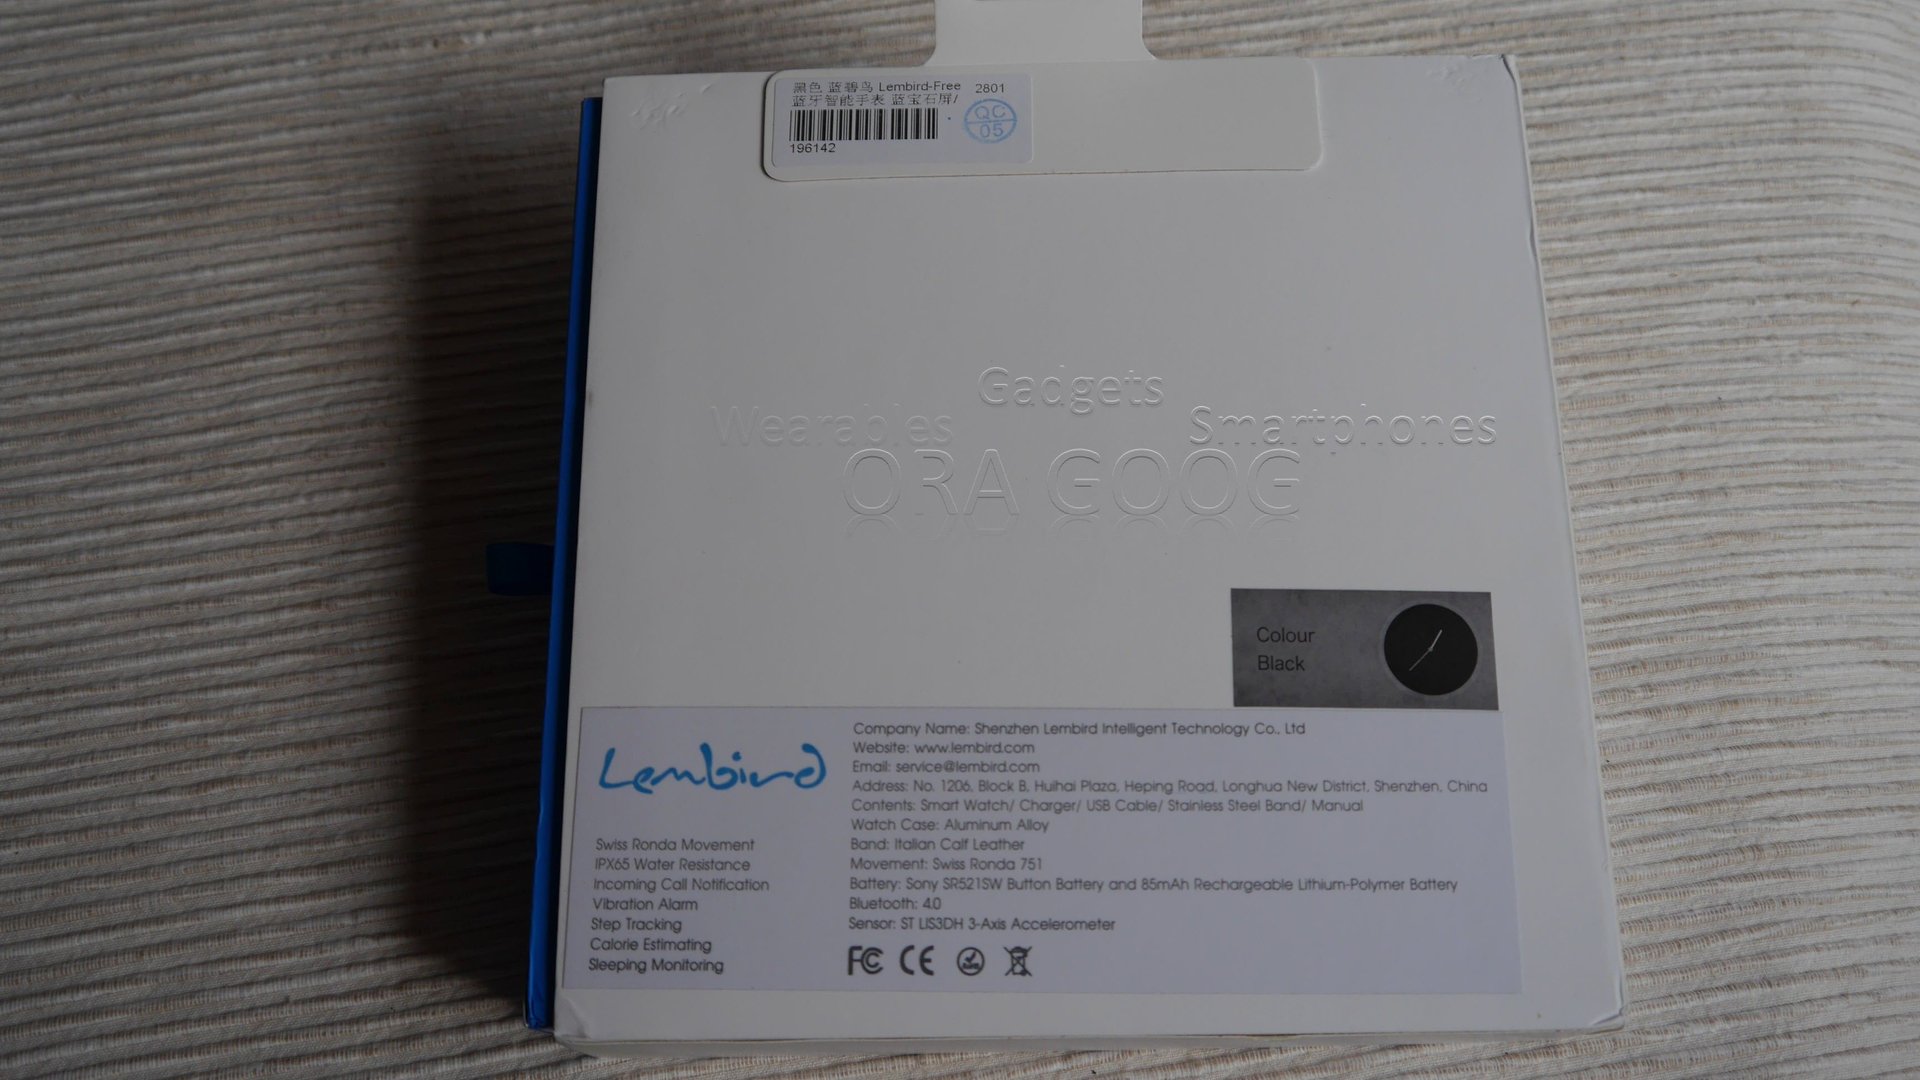 黑色 蓝碧鸟 Lembird-Free 2801
蓝牙智能手表 蓝宝石屏/
QC
05
196142
Gadgets
Wearables
Smartphones
ORA GOOG
Colour
Black
Lembird
Swiss Ronda Movement
IPX65 Water Resistance
Incoming Call Notification
Vibration Alarm
Step Tracking
Calorie Estimating
Sleeping Monitoring
Company Name: Shenzhen Lembird Intelligent Technology Co., Ltd
Website: www.lembird.com
Email: service@lembird.com
Address: No. 1206, Block B, Huihai Plaza, Heping Road, Longhua New District, Shenzhen, China
Contents: Smart Watch/ Charger/ USB Cable/ Stainless Steel Band/ Manual
Watch Case: Aluminum Alloy
Band: Italian Calf Leather
Movement: Swiss Ronda 751
Battery: Sony SR521SW Button Battery and 85mAh Rechargeable Lithium-Polymer Battery
Bluetooth: 4.0
Sensor: ST LIS3DH 3-Axis Accelerometer
FC CE